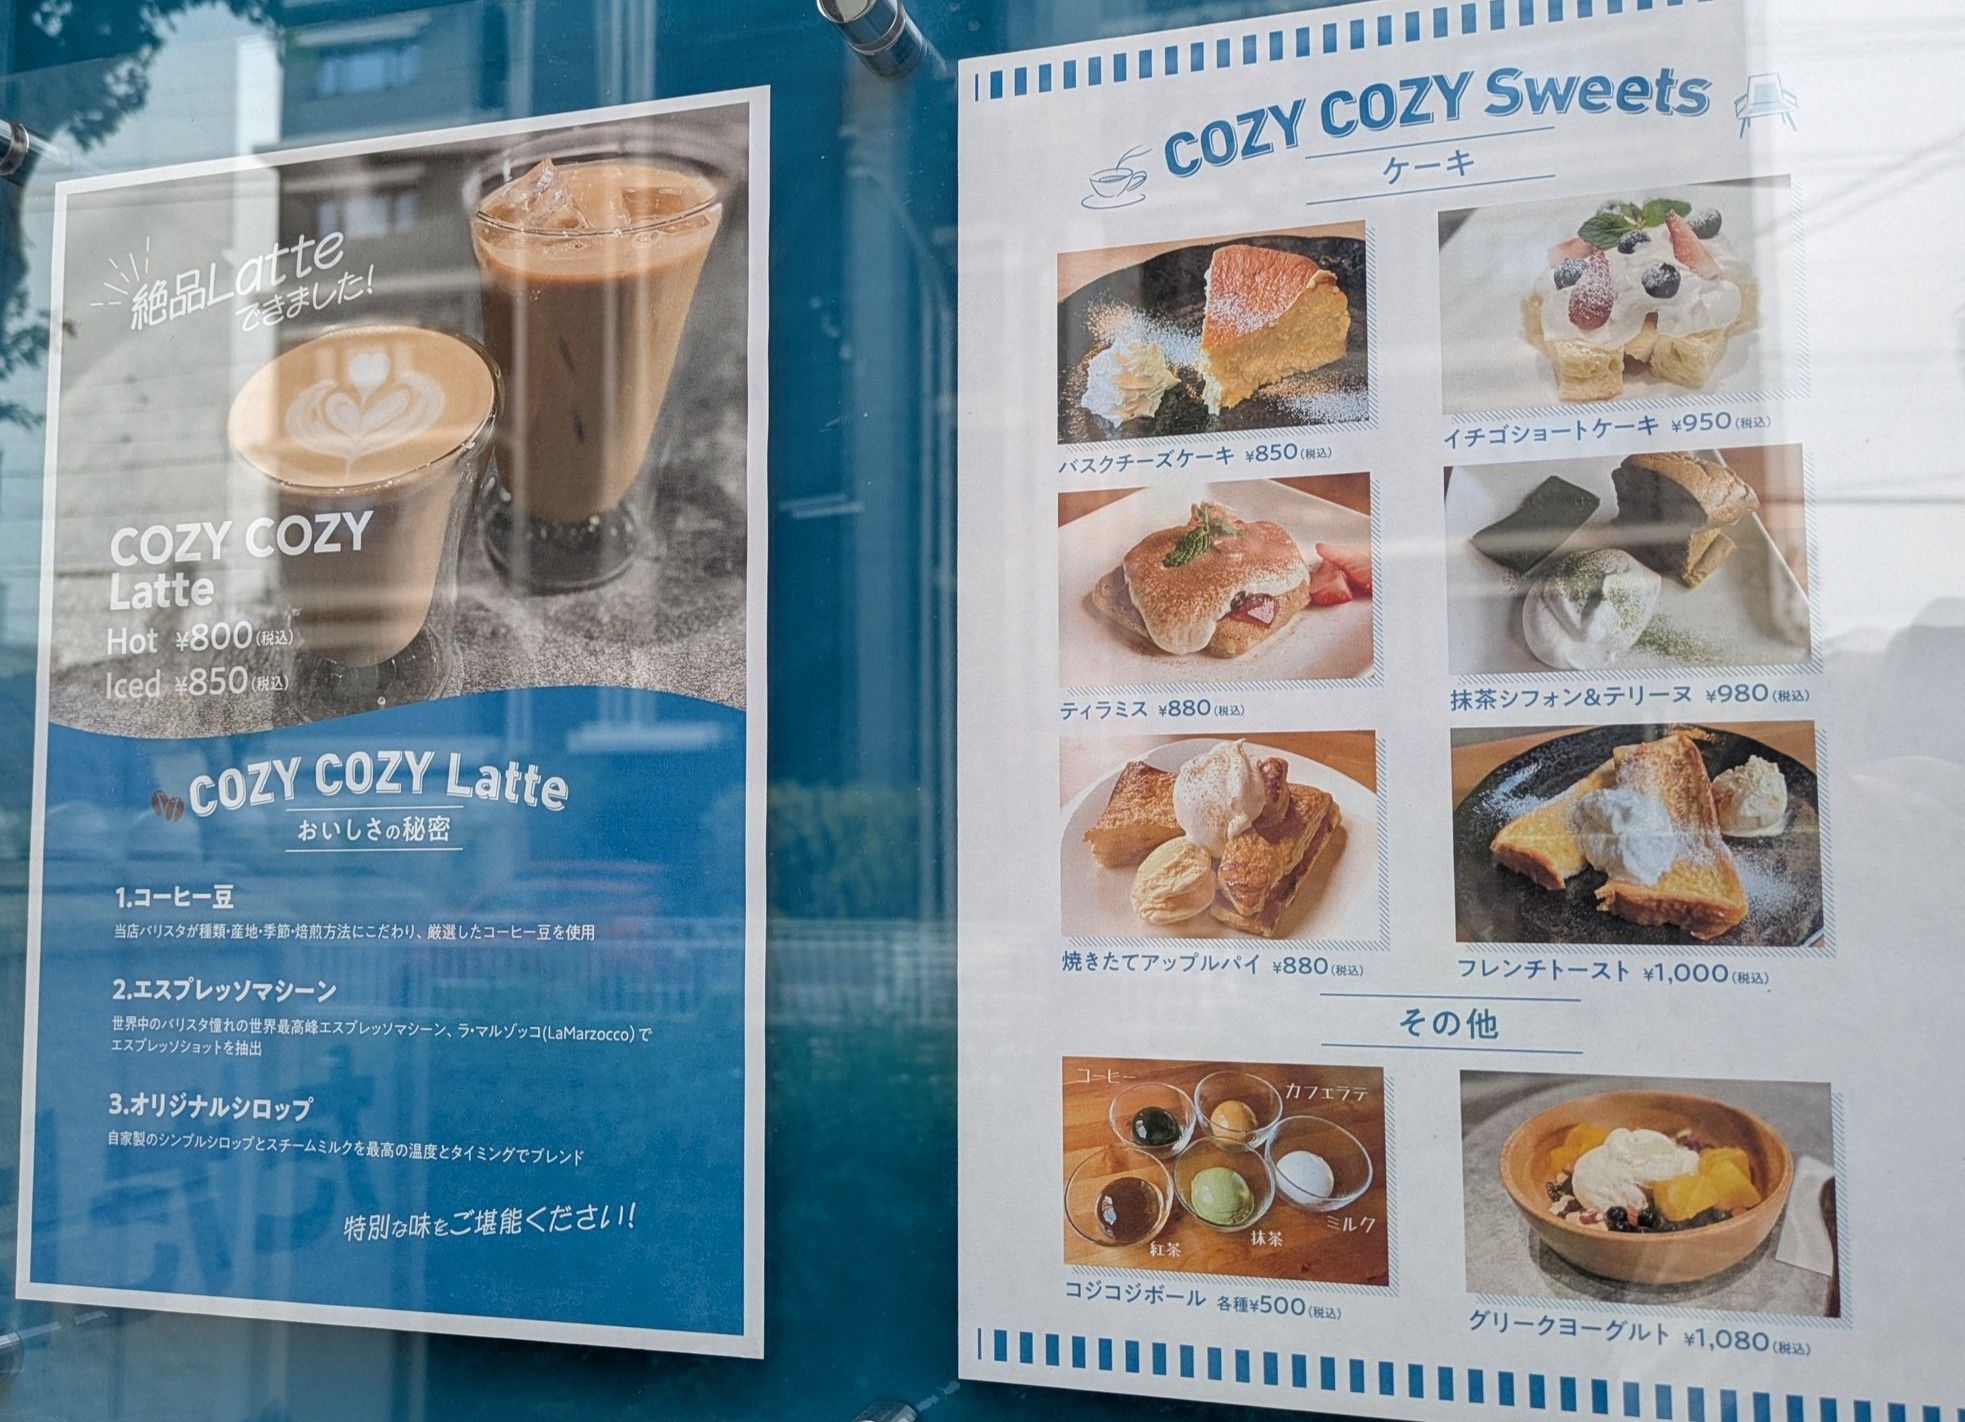 絶品Latte
できました!
COZY COZY
Latte
Hot ¥800(税込)
Iced ¥850(税込)
COZY COZY Latte
おいしさの秘密
1.コーヒー豆
当店バリスタが種類・産地・季節・焙煎方法にこだわり、厳選したコーヒー豆を使用
2.エスプレッソマシーン
世界中のバリスタ憧れの世界最高峰エスプレッソマシーン、ラ・マルゾッコ(LaMarzocco)で
エスプレッソショットを抽出
3.オリジナルシロップ
自家製のシンプルシロップとスチームミルクを最高の温度とタイミングでブレンド
特別な味をご堪能ください!
COZY COZY Sweets
ケーキ
バスクチーズケーキ ¥850(税込)
イチゴショートケーキ ¥950(税込)
ティラミス ¥880(税込)
抹茶シフォン&テリーヌ ¥980(税込)
焼きたてアップルパイ ¥880(税込)
フレンチトースト ¥1,000(税込)
その他
コーヒー
カフェラテ
紅茶
抹茶
ミルク
コジコジボール 各種¥500(税込)
グリークヨーグルト ¥1,080(税込)